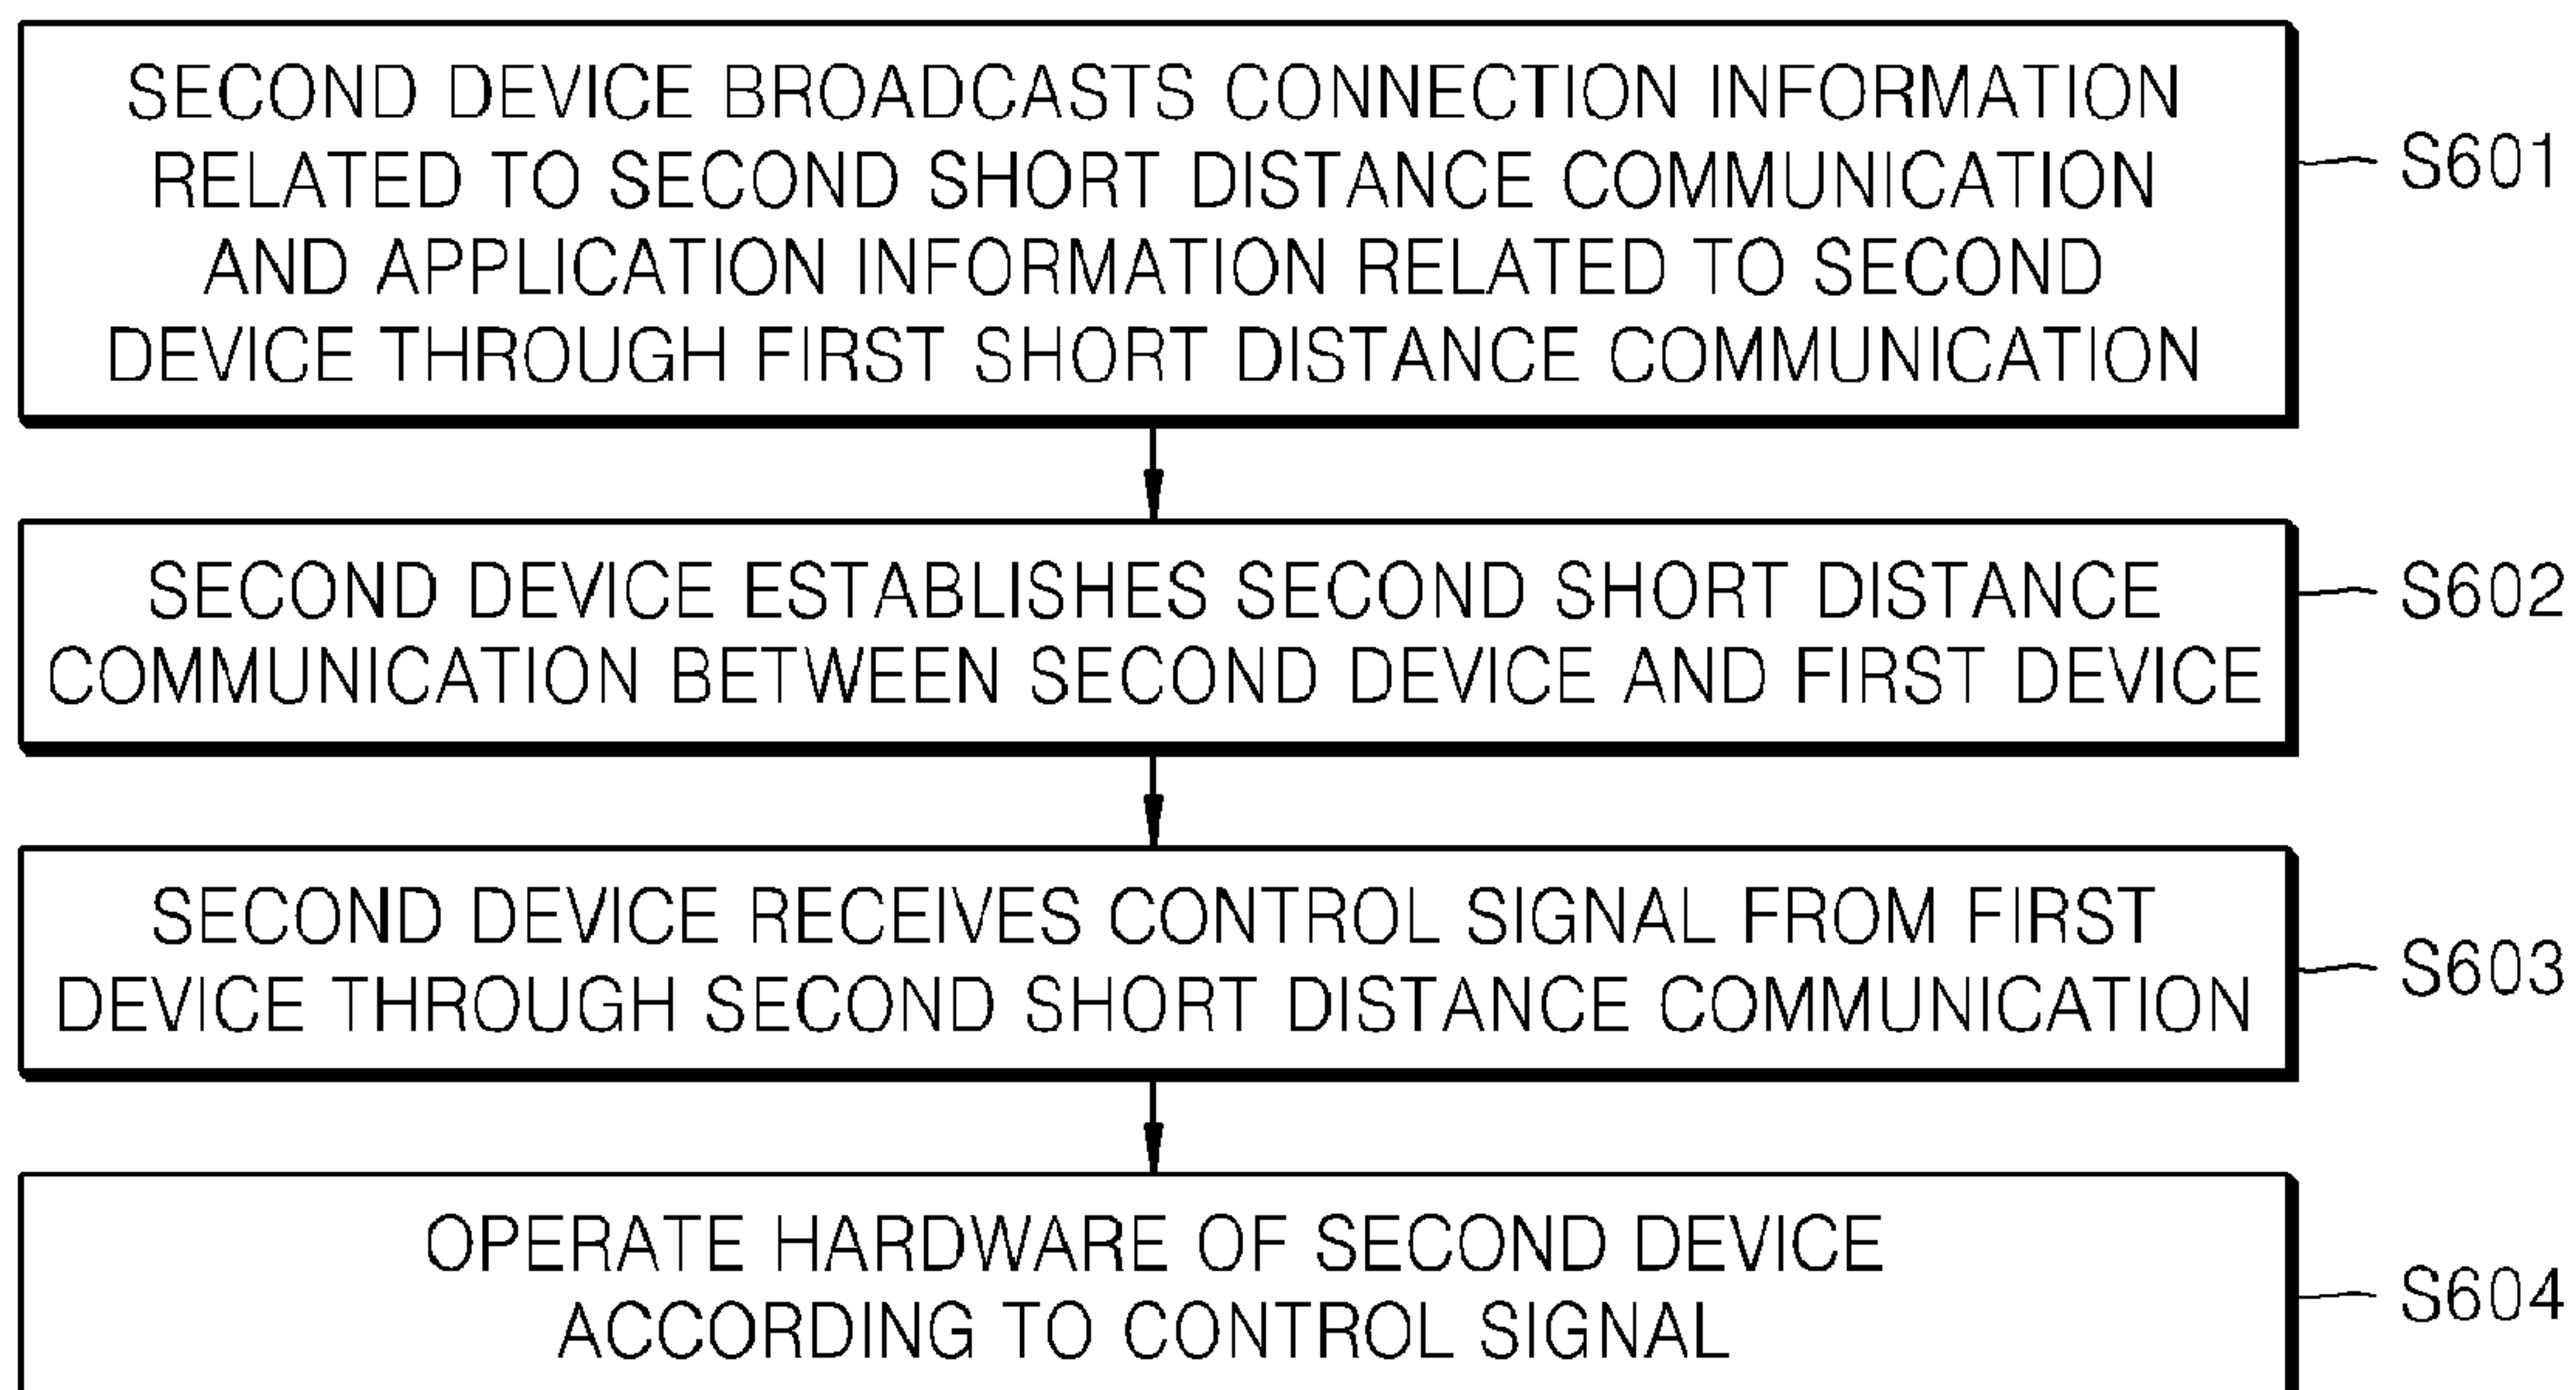 SECOND DEVICE BROADCASTS CONNECTION INFORMATION
RELATED TO SECOND SHORT DISTANCE COMMUNICATION
AND APPLICATION INFORMATION RELATED TO SECOND
DEVICE THROUGH FIRST SHORT DISTANCE COMMUNICATION
S601
SECOND DEVICE ESTABLISHES SECOND SHORT DISTANCE
COMMUNICATION BETWEEN SECOND DEVICE AND FIRST DEVICE
S602
SECOND DEVICE RECEIVES CONTROL SIGNAL FROM FIRST
DEVICE THROUGH SECOND SHORT DISTANCE COMMUNICATION
S603
OPERATE HARDWARE OF SECOND DEVICE
ACCORDING TO CONTROL SIGNAL
S604